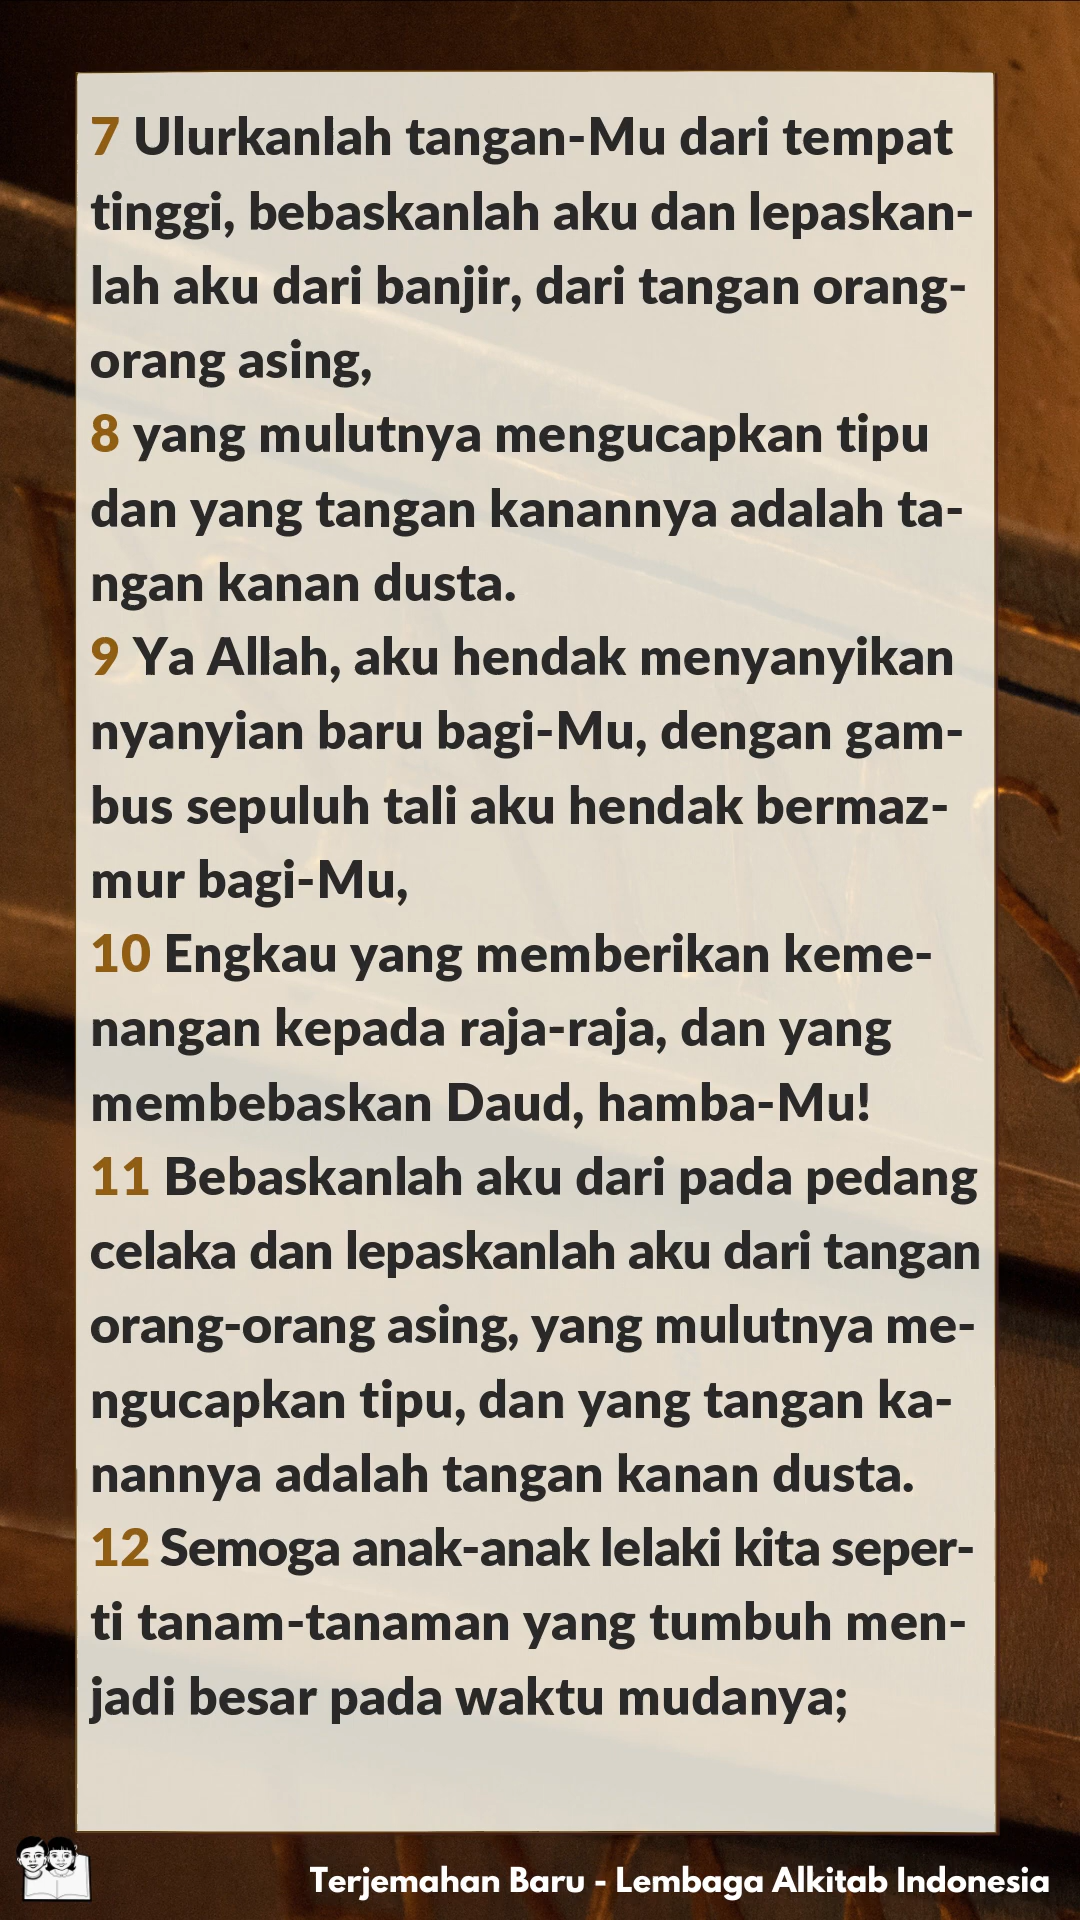 7 Ulurkanlah tangan-Mu dari tempat
tinggi, bebaskanlah aku dan lepaskan-
lah aku dari banjir, dari tangan orang-
orang asing,
8 yang mulutnya mengucapkan tipu
dan yang tangan kanannya adalah ta-
ngan kanan dusta.
9 Ya Allah, aku hendak menyanyikan
nyanyian baru bagi-Mu, dengan gam-
bus sepuluh tali aku hendak bermaz-
mur bagi-Mu,
10 Engkau yang memberikan keme-
nangan kepada raja-raja, dan yang
membebaskan Daud, hamba-Mu!
11 Bebaskanlah aku dari pada pedang
celaka dan lepaskanlah aku dari tangan
orang-orang asing, yang mulutnya me-
ngucapkan tipu, dan yang tangan ka-
nannya adalah tangan kanan dusta.
12 Semoga anak-anak lelaki kita seper-
ti tanam-tanaman yang tumbuh men-
jadi besar pada waktu mudanya;
Terjemahan Baru - Lembaga Alkitab Indonesia